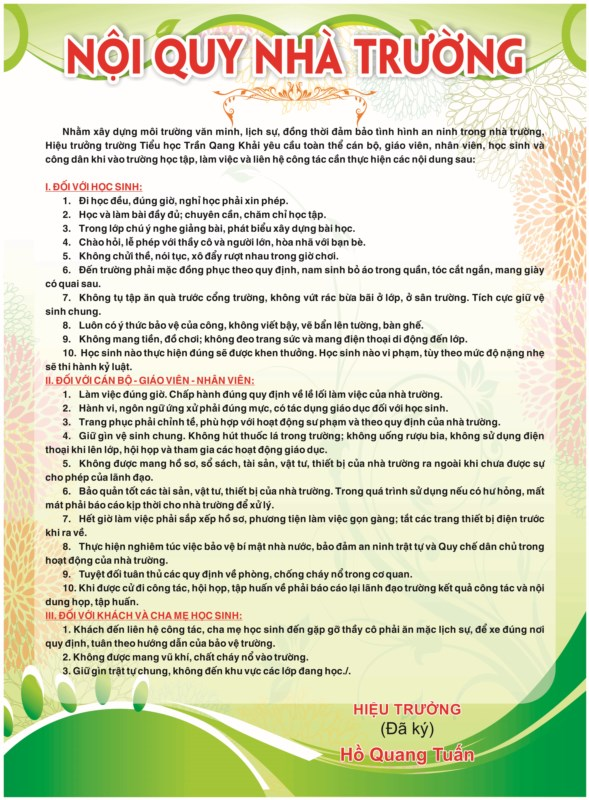 NỘI QUY NHÀ TRƯỜNG
Nhằm xây dựng môi trường văn minh, lịch sự, đồng thời đảm bảo tình hình an ninh trong nhà trường,
Hiệu trưởng trường Tiểu học Trần Qang Khải yêu cầu toàn thể cán bộ, giáo viên, nhân viên, học sinh và
công dân khi vào trường học tập, làm việc và liên hệ công tác cần thực hiện các nội dung sau:
I. ĐỐI VỚI HỌC SINH:
1. Đi học đều, đúng giờ, nghỉ học phải xin phép.
2. Học và làm bài đầy đủ; chuyên cần, chăm chỉ học tập.
3. Trong lớp chú ý nghe giảng bài, phát biểu xây dựng bài học.
4. Chào hỏi, lễ phép với thầy cô và người lớn, hòa nhã với bạn bè.
5. Không chửi thề, nói tục, xô đẩy rượt nhau trong giờ chơi.
6. Đến trường phải mặc đồng phục theo quy định, nam sinh bỏ áo trong quần, tóc cắt ngắn, mang giày
có quai sau.
7. Không tụ tập ăn quà trước cổng trường, không vứt rác bừa bãi ở lớp, ở sân trường. Tích cực giữ vệ
sinh chung.
8. Luôn có ý thức bảo vệ của công, không viết bậy, vẽ bẩn lên tường, bàn ghế.
9. Không mang tiền, đồ chơi; không đeo trang sức và mang điện thoại di động đến lớp.
10. Học sinh nào thực hiện đúng sẽ được khen thưởng. Học sinh nào vi phạm, tùy theo mức độ nặng nhẹ
sẽ thi hành kỷ luật.
II. ĐỐI VỚI CÁN BỘ - GIÁO VIÊN - NHÂN VIÊN:
1. Làm việc đúng giờ. Chấp hành đúng quy định về lề lối làm việc của nhà trường.
2. Hành vi, ngôn ngữ ứng xử phải đúng mực, có tác dụng giáo dục đối với học sinh.
3. Trang phục phải chỉnh tề, phù hợp với hoạt động sư phạm và theo quy định của nhà trường.
4. Giữ gìn vệ sinh chung. Không hút thuốc lá trong trường; không uống rượu bia, không sử dụng điện
thoại khi lên lớp, hội họp và tham gia các hoạt động giáo dục.
5. Không được mang hồ sơ, sổ sách, tài sản, vật tư, thiết bị của nhà trường ra ngoài khi chưa được sự
cho phép của lãnh đạo.
6. Bảo quản tốt các tài sản, vật tư, thiết bị của nhà trường. Trong quá trình sử dụng nếu có hư hỏng, mất
mát phải báo cáo kịp thời cho nhà trường để xử lý.
7. Hết giờ làm việc phải sắp xếp hồ sơ, phương tiện làm việc gọn gàng; tắt các trang thiết bị điện trước
khi ra về.
8. Thực hiện nghiêm túc việc bảo vệ bí mật nhà nước, bảo đảm an ninh trật tự và Quy chế dân chủ trong
hoạt động của nhà trường.
9. Tuyệt đối tuân thủ các quy định về phòng, chống cháy nổ trong cơ quan.
10. Khi được cử đi công tác, hội họp, tập huấn về phải báo cáo lại lãnh đạo trường kết quả công tác và nội
dung họp, tập huấn.
III. ĐỐI VỚI KHÁCH VÀ CHA MẸ HỌC SINH:
1. Khách đến liên hệ công tác, cha mẹ học sinh đến gặp gỡ thầy cô phải ăn mặc lịch sự, để xe đúng nơi
quy định, tuân theo hướng dẫn của bảo vệ trường.
2. Không được mang vũ khí, chất cháy nổ vào trường.
3. Giữ gìn trật tự chung, không đến khu vực các lớp đang học./.
HIỆU TRƯỞNG
(Đã ký)
Hồ Quang Tuấn